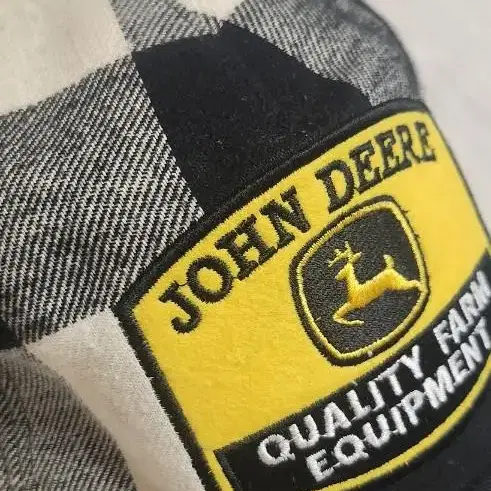 JOHN DEERE
QUALITY FARM
EQUIPMENT